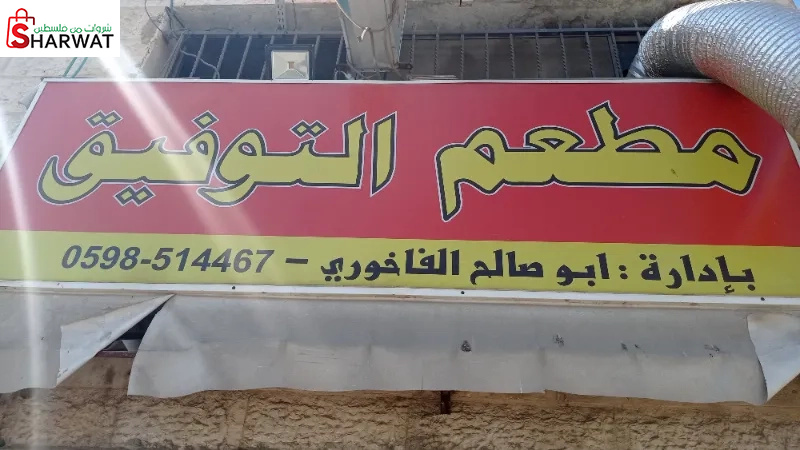 شروات من فلسطين
SHARWAT
مطعم التوفيق
بإدارة : ابو صالح الفاخوري – 0598-514467